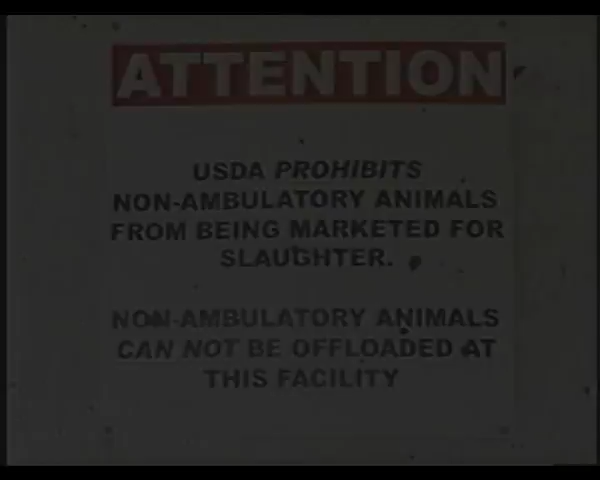 ATTENTION
USDA PROHIBITS
NON-AMBULATORY ANIMALS
FROM BEING MARKETED FOR
SLAUGHTER.
NON-AMBULATORY ANIMALS
CAN NOT BE OFFLOADED AT
THIS FACILITY